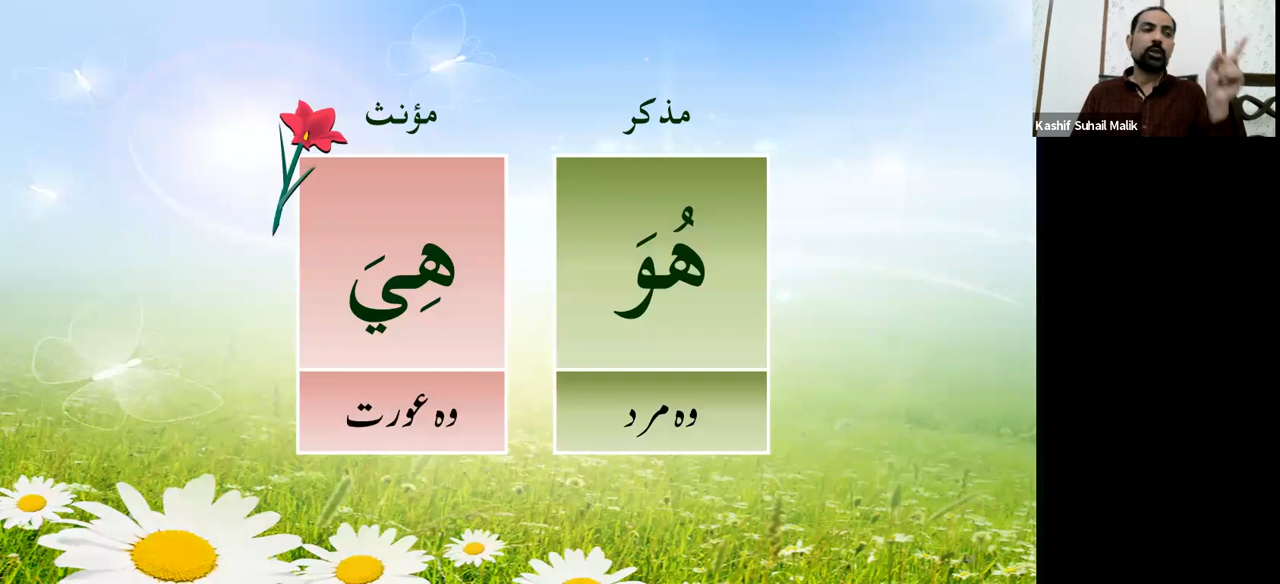 مذکر
مؤنث
هُوَ
هِيَ
وہ مرد
وہ عورت
Kashif Suhail Malik